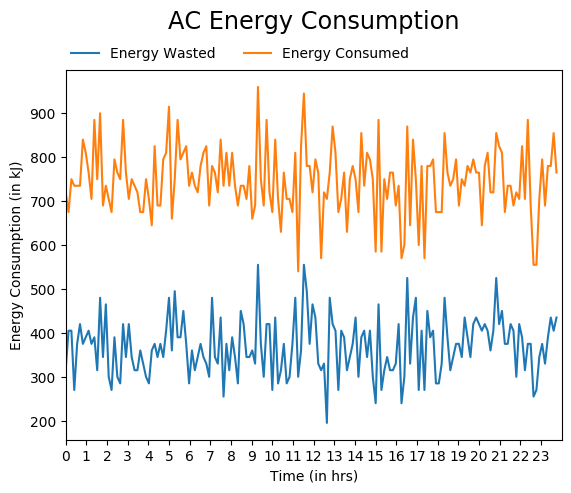 AC Energy Consumption
Energy Wasted Energy Consumed
900
800
700
600
500
400
300
200
Energy Consumption (in kJ)
0 1 2 3 4 5 6 7 8 9 10 11 12 13 14 15 16 17 18 19 20 21 22 23
Time (in hrs)